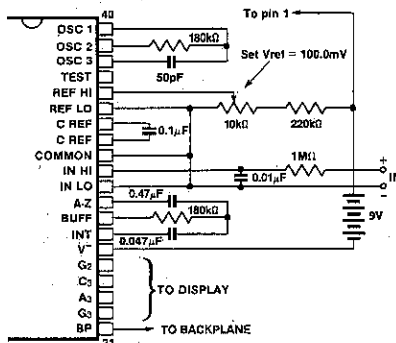 40
To pin 1
OSC 1
OSC 2
180kΩ
OSC 3
50pF
TEST
Set Vref = 100.0mV
REF HI
REF LO
10kΩ
220kΩ
C REF
0.1µF
C REF
COMMON
1MΩ
+
IN HI
0.01µF
IN
IN LO
-
0.47µF
A-Z
BUFF
180kΩ
9V
INT
0.047µF
V-
G2
C3
TO DISPLAY
A3
G3
BP
TO BACKPLANE
21